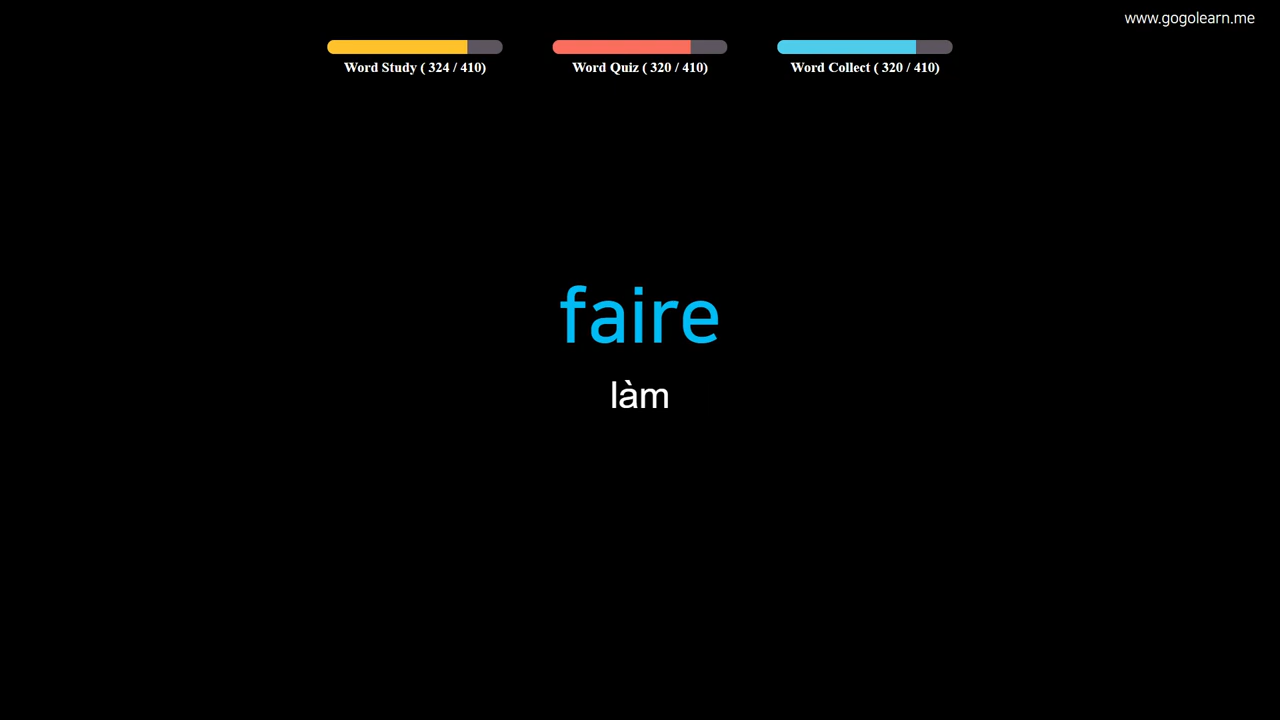 www.gogolearn.me
Word Study ( 324 / 410)
Word Quiz ( 320 / 410)
Word Collect ( 320 / 410)
faire
làm